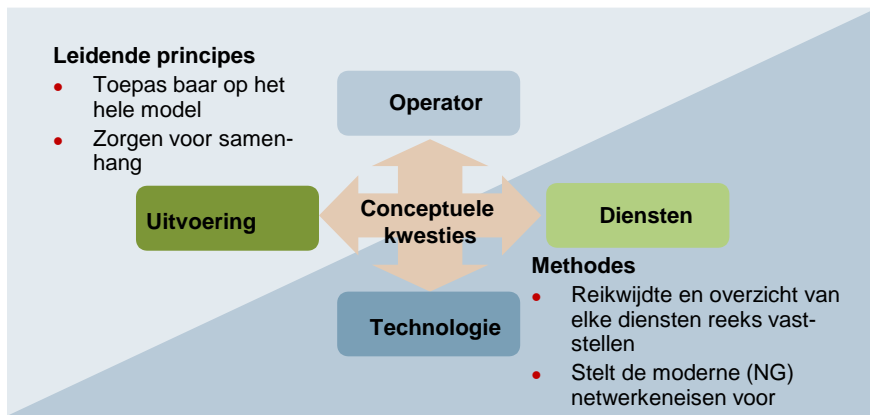 Leidende principes
• Toepas baar op het
hele model
• Zorgen voor samen-
hang
Operator
Uitvoering
Conceptuele
kwesties
Diensten
Technologie
Methodes
• Reikwijdte en overzicht van
elke diensten reeks vast-
stellen
• Stelt de moderne (NG)
netwerkeneisen voor